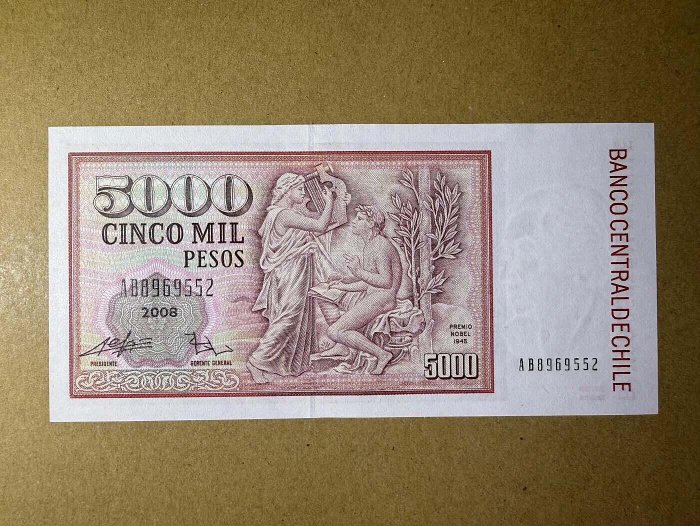 5000
CINCO MIL
PESOS
AB8969552
2008
PRESIDENTE
GERENTE GENERAL
PREMIO
NOBEL
1945
5000
AB8969552
BANCO CENTRAL DE CHILE